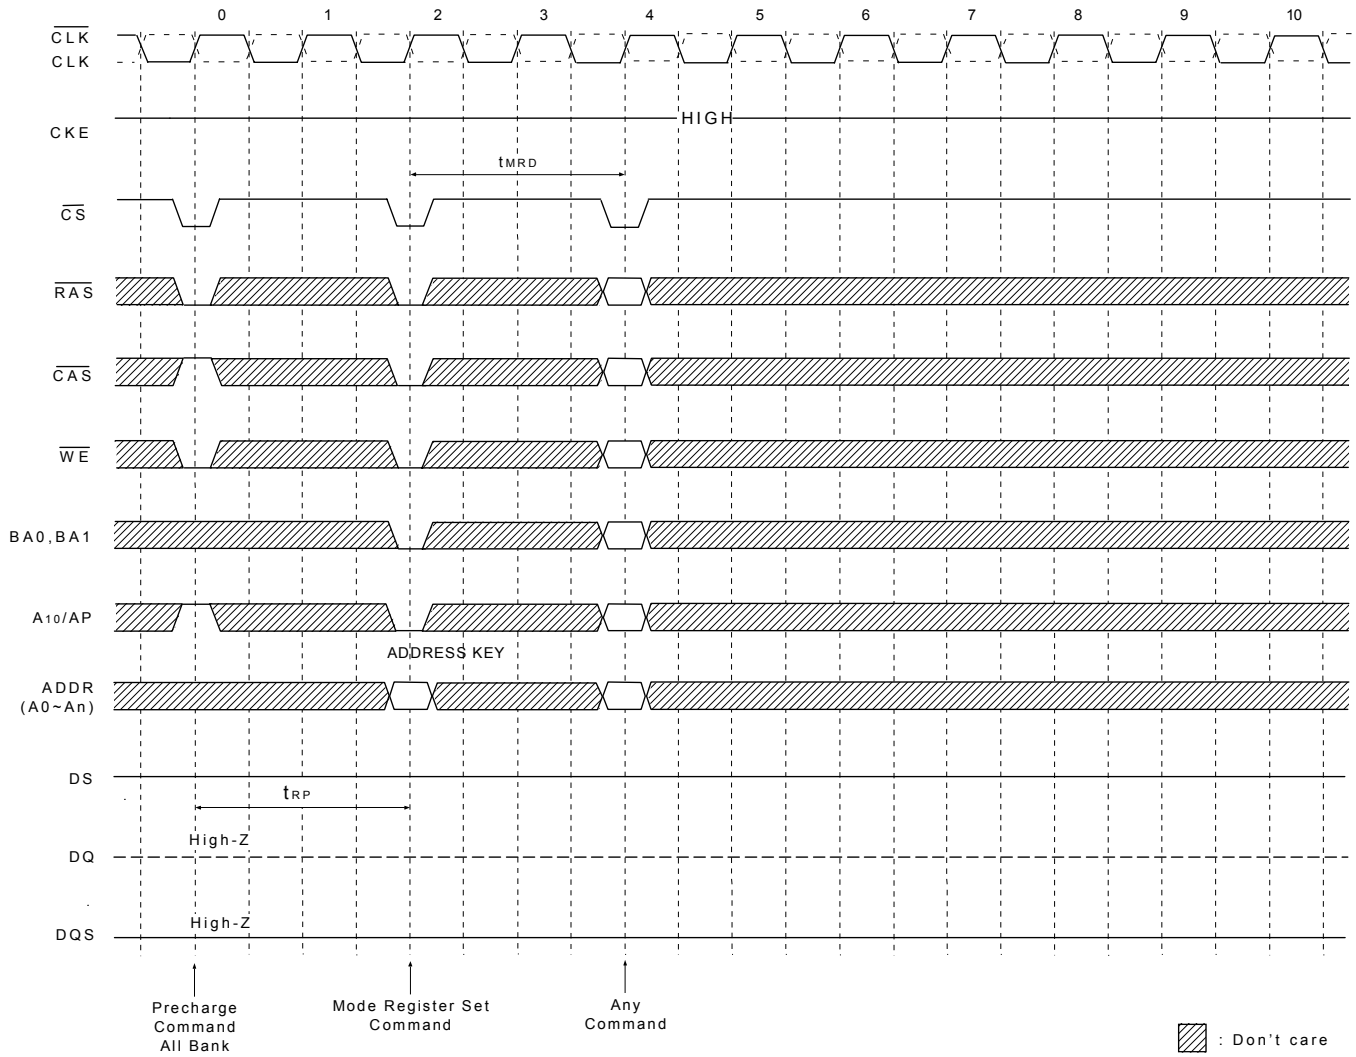 0 1 2 3 4 5 6 7 8 9 10
CLK
CLK
HIGH
CKE
tMRD
CS
RAS
CAS
WE
BA0,BA1
A10/AP
ADDRESS KEY
ADDR
(A0~An)
DS
tRP
High-Z
DQ
High-Z
DQS
Precharge
Command
All Bank
Mode Register Set
Command
Any
Command
: Don't care